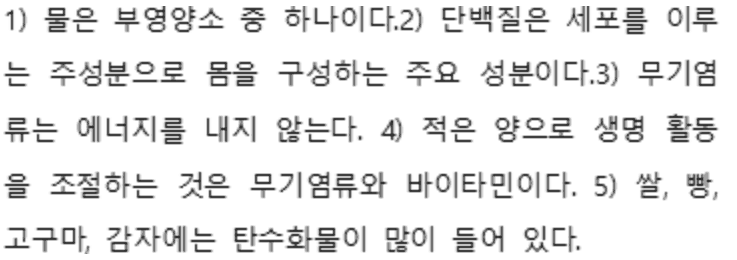 1) 물은 부영양소 중 하나이다.2) 단백질은 세포를 이루
는 주성분으로 몸을 구성하는 주요 성분이다.3) 무기염
류는 에너지를 내지 않는다. 4) 적은 양으로 생명 활동
을 조절하는 것은 무기염류와 바이타민이다. 5) 쌀, 빵,
고구마, 감자에는 탄수화물이 많이 들어 있다.